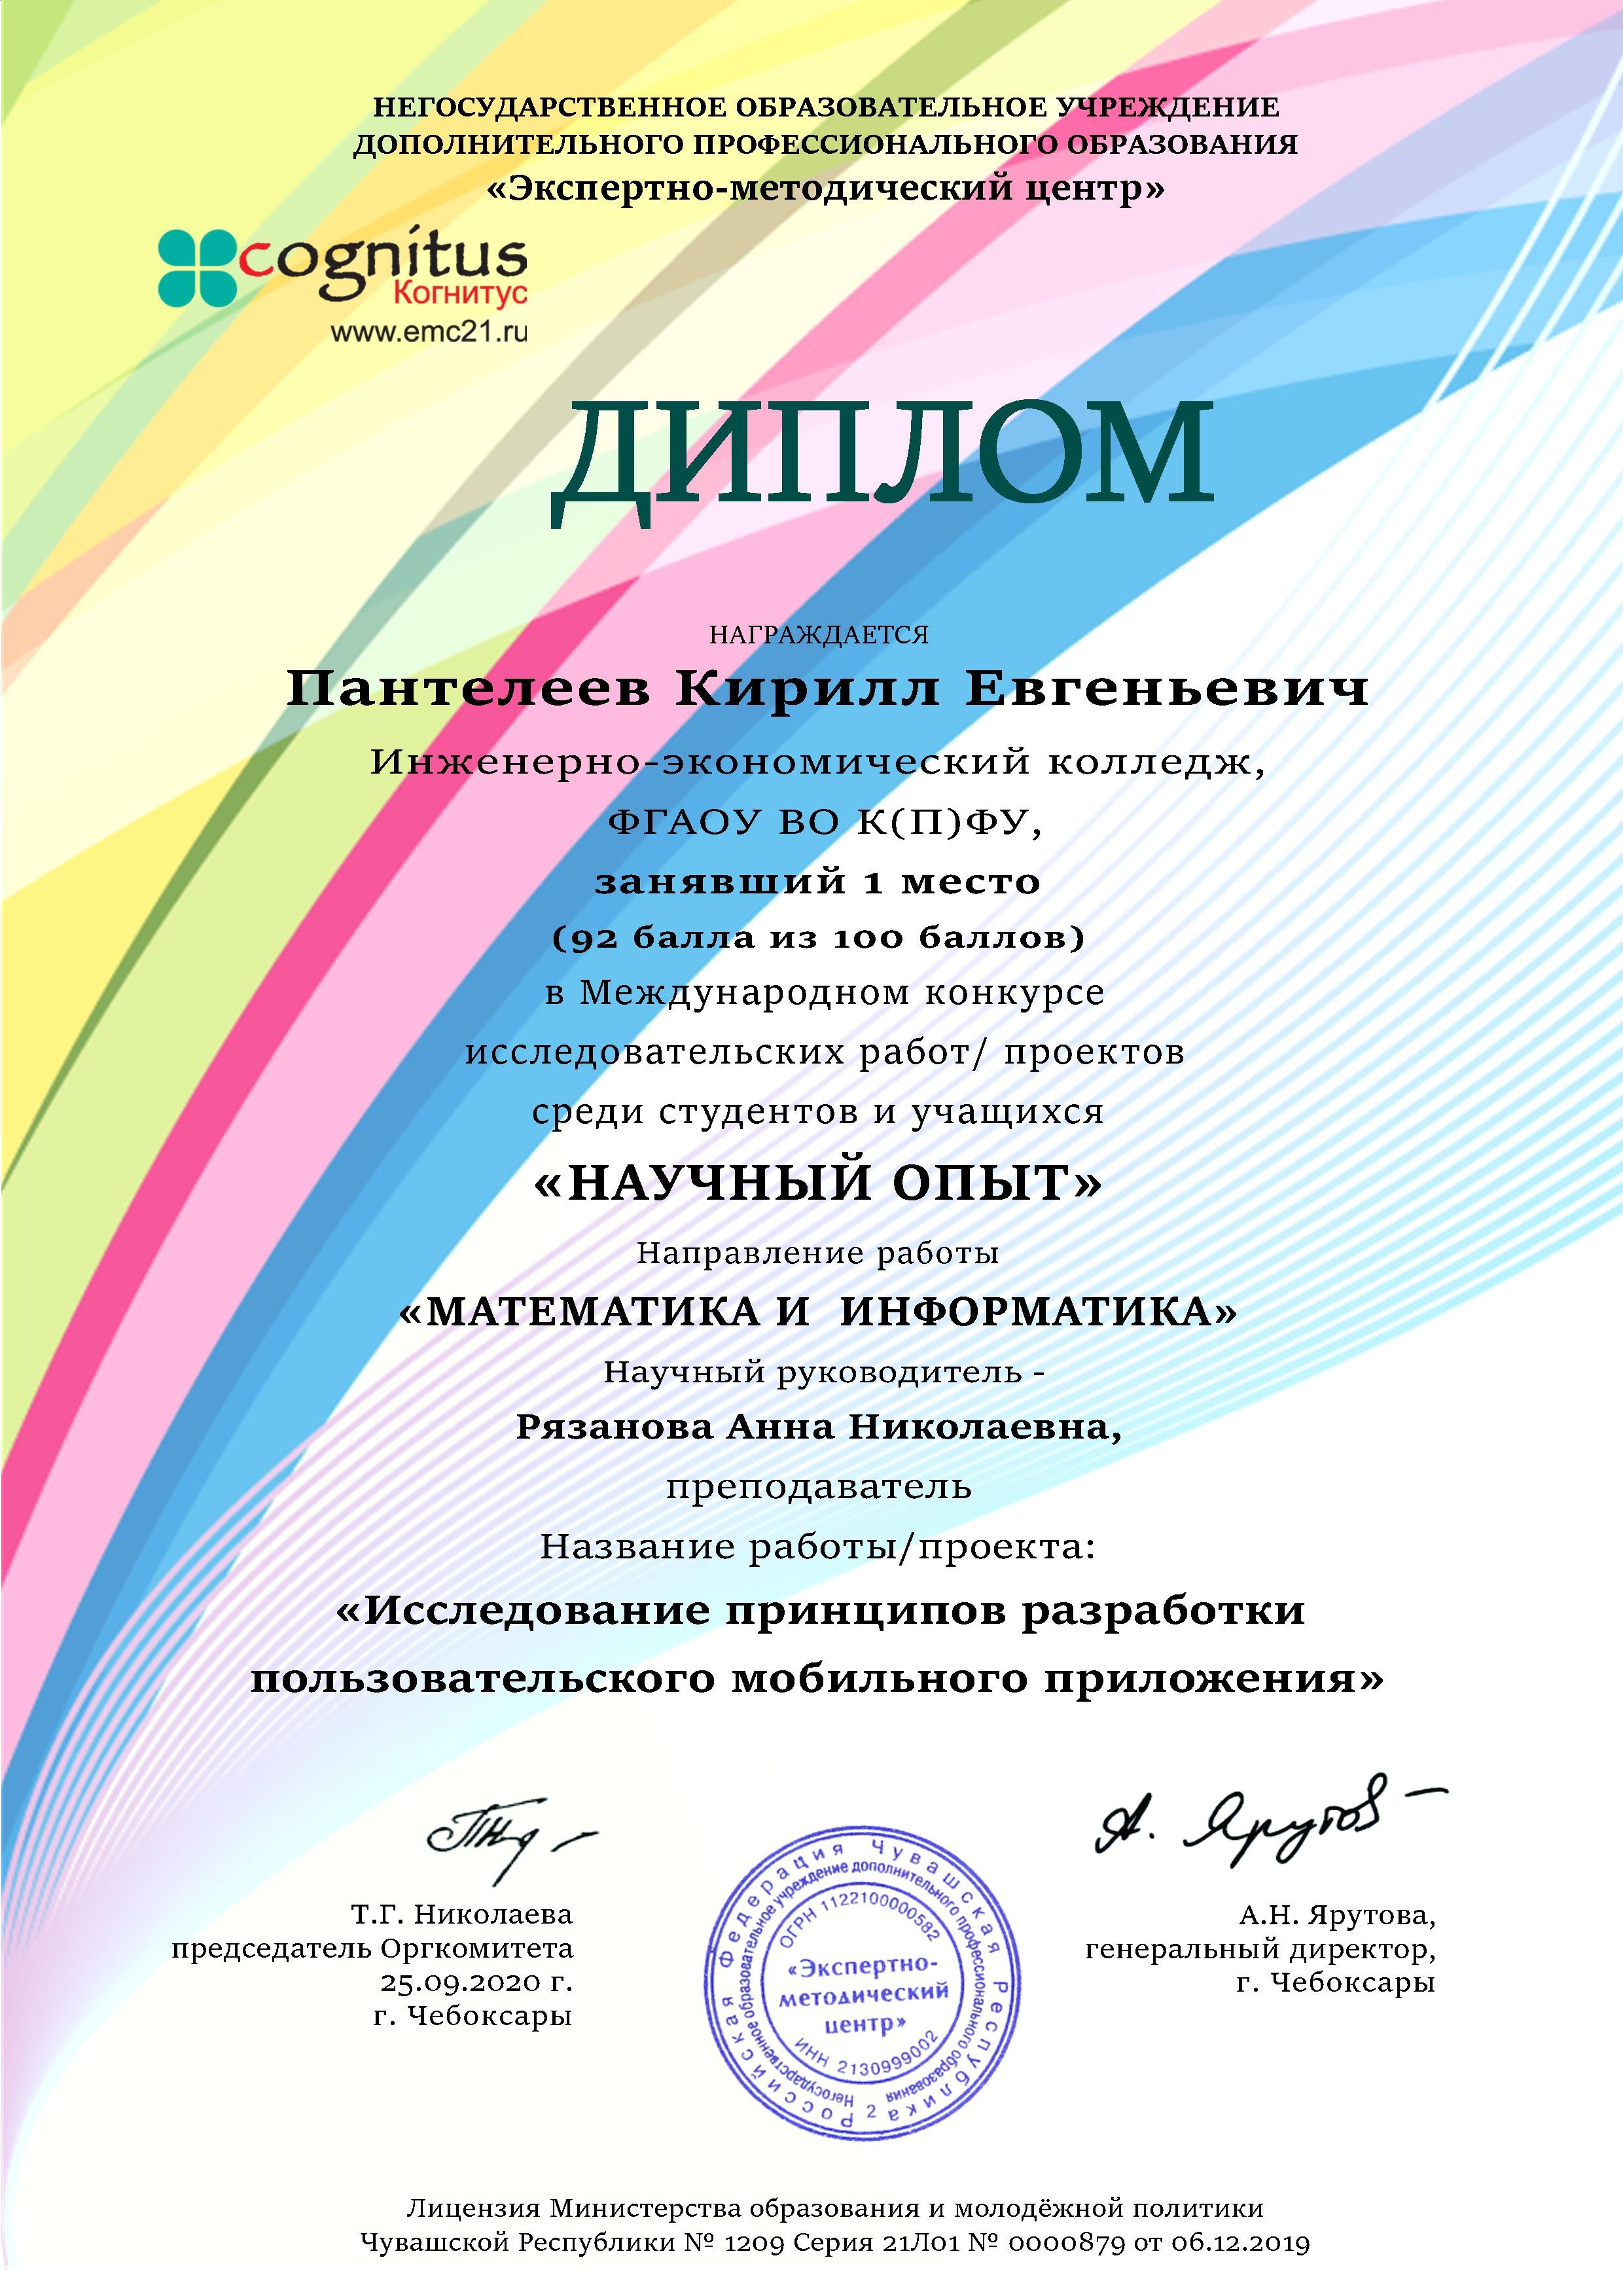 НЕГОСУДАРСТВЕННОЕ ОБРАЗОВАТЕЛЬНОЕ УЧРЕЖДЕНИЕ
ДОПОЛНИТЕЛЬНОГО ПРОФЕССИОНАЛЬНОГО ОБРАЗОВАНИЯ
«Экспертно-методический центр»
cognitus
Когнитус
www.emc21.ru
ДИПЛОМ
НАГРАЖДАЕТСЯ
Пантелеев Кирилл Евгеньевич
Инженерно-экономический колледж,
ФГАОУ ВО К(П)ФУ,
занявший 1 место
(92 балла из 100 баллов)
в Международном конкурсе
исследовательских работ/ проектов
среди студентов и учащихся
«НАУЧНЫЙ ОПЫТ»
Направление работы
«МАТЕМАТИКА И  ИНФОРМАТИКА»
Научный руководитель -
Рязанова Анна Николаевна,
преподаватель
Название работы/проекта:
«Исследование принципов разработки
пользовательского мобильного приложения»
А. Ярутов
Т.Г. Николаева
председатель Оргкомитета
25.09.2020 г.
г. Чебоксары
Российская Федерация Чувашская Республика 2
Негосударственное образовательное учреждение дополнительного профессионального образования
ОГРН 1122100000582
«Экспертно-
методический
центр»
ИНН 2130999002
А.Н. Ярутова,
генеральный директор,
г. Чебоксары
Лицензия Министерства образования и молодёжной политики
Чувашской Республики № 1209 Серия 21Л01 № 0000879 от 06.12.2019